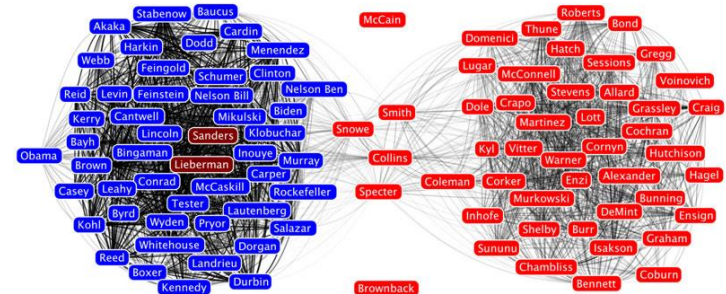 Stabenow
Baucus
Akaka
Cardin
Harkin
Dodd
Menendez
Webb
Feingold
Schumer
Clinton
Reid
Levin
Feinstein
Nelson Bill
Nelson Ben
Kerry
Cantwell
Mikulski
Biden
Lincoln
Sanders
Klobuchar
Bayh
Obama
Bingaman
Inouye
Brown
Lieberman
Murray
Conrad
Carper
Casey
Leahy
McCaskill
Rockefeller
Tester
Byrd
Lautenberg
Kohl
Wyden
Pryor
Salazar
Whitehouse
Dorgan
Reed
Landrieu
Boxer
Durbin
Kennedy
McCain
Smith
Snowe
Collins
Specter
Coleman
Brownback
Roberts
Bond
Thune
Domenici
Hatch
Gregg
Lugar
Sessions
McConnell
Voinovich
Stevens
Allard
Dole
Crapo
Grassley
Craig
Martinez
Lott
Cochran
Kyl
Vitter
Cornyn
Hutchison
Warner
Corker
Enzi
Alexander
Hagel
Murkowski
Bunning
Inhofe
DeMint
Ensign
Shelby
Burr
Graham
Sununu
Isakson
Chambliss
Coburn
Bennett